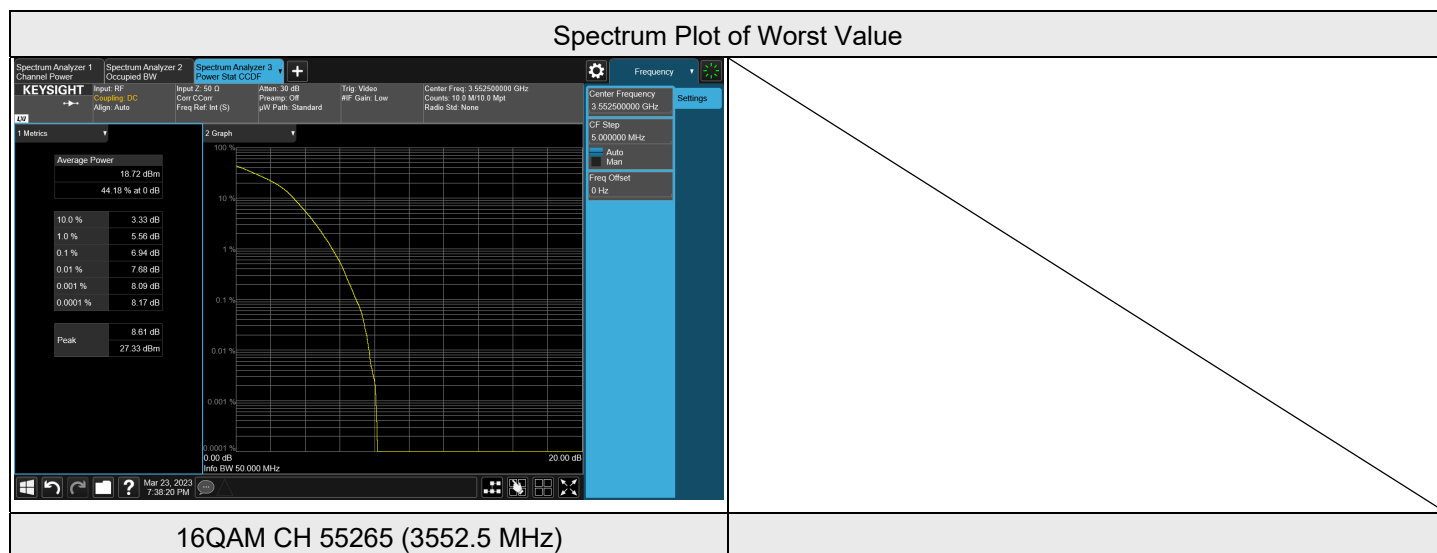 Spectrum Plot of Worst Value
Spectrum Analyzer 1
Channel Power
Spectrum Analyzer 2
Occupied BW
Spectrum Analyzer 3
Power Stat CCDF
Frequency
KEYSIGHT
LXI
Input: RF
Coupling: DC
Align: Auto
Input Z: 50 Ω
Corr CCorr
Freq Ref: Int (S)
Atten: 30 dB
Preamp: Off
µW Path: Standard
Trig: Video
#IF Gain: Low
Center Freq: 3.552500000 GHz
Counts: 10.0 M/10.0 Mpt
Radio Std: None
Center Frequency
3.552500000 GHz
Settings
CF Step
5.000000 MHz
Auto
Man
Freq Offset
0 Hz
1 Metrics
Average Power
18.72 dBm
44.18 % at 0 dB
10.0 % 3.33 dB
1.0 % 5.56 dB
0.1 % 6.94 dB
0.01 % 7.68 dB
0.001 % 8.09 dB
0.0001 % 8.17 dB
Peak
8.61 dB
27.33 dBm
2 Graph
100 %
10 %
1 %
0.1 %
0.01 %
0.001 %
0.0001 %
0.00 dB 20.00 dB
Info BW 50.000 MHz
?
Mar 23, 2023
7:38:20 PM
16QAM CH 55265 (3552.5 MHz)